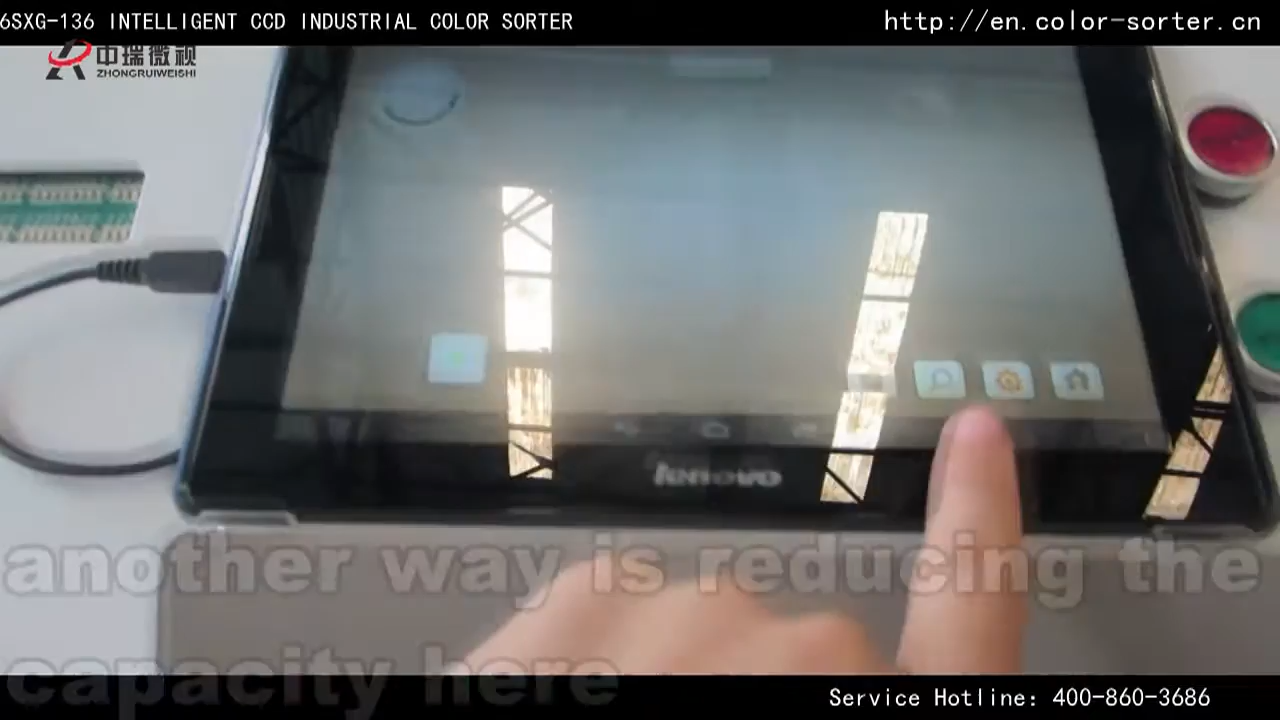 6SXG-136 INTELLIGENT CCD INDUSTRIAL COLOR SORTER
http://en.color-sorter.cn
中瑞微视
ZHONGRUIWEISHI
lenovo
another way is reducing the
capacity here
Service Hotline: 400-860-3686